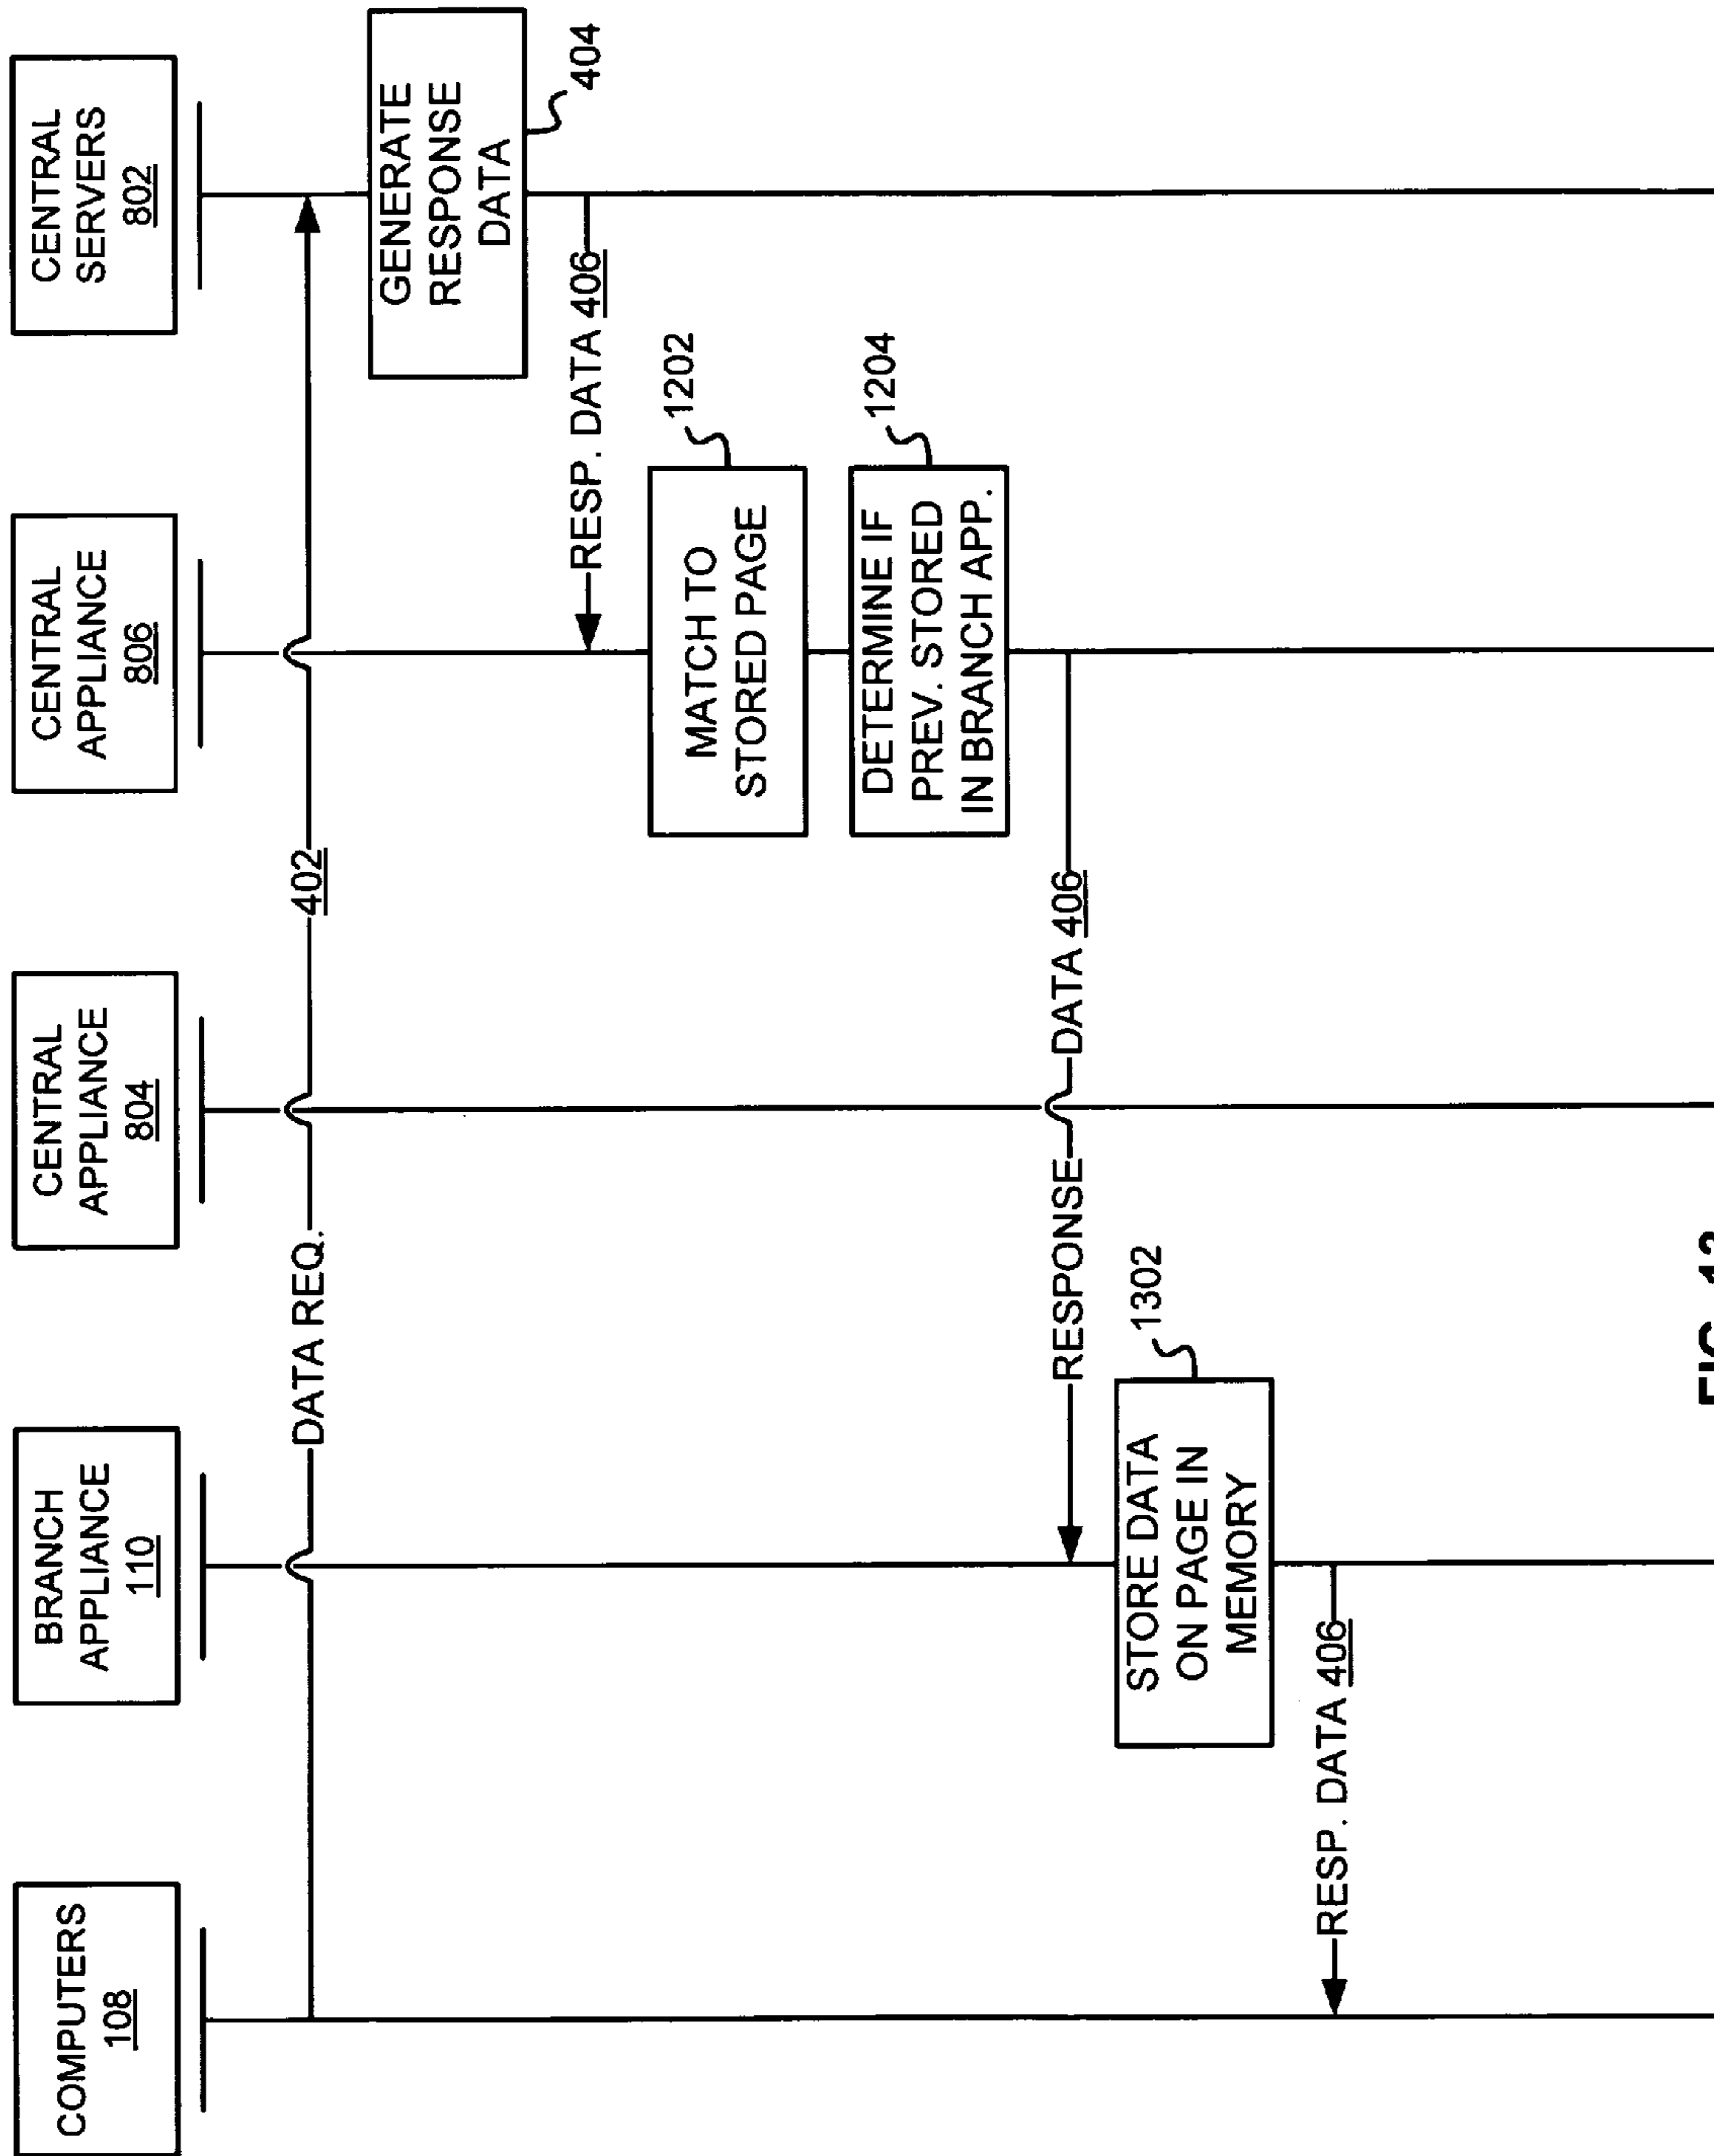 COMPUTERS
108
BRANCH
APPLIANCE
110
CENTRAL
APPLIANCE
804
CENTRAL
APPLIANCE
806
CENTRAL
SERVERS
802
DATA REQ. 402
GENERATE
RESPONSE
DATA
404
RESP. DATA 406
MATCH TO
STORED PAGE
1202
DETERMINE IF
PREV. STORED
IN BRANCH APP.
1204
RESPONSE DATA 406
STORE DATA
ON PAGE IN
MEMORY
1302
RESP. DATA 406